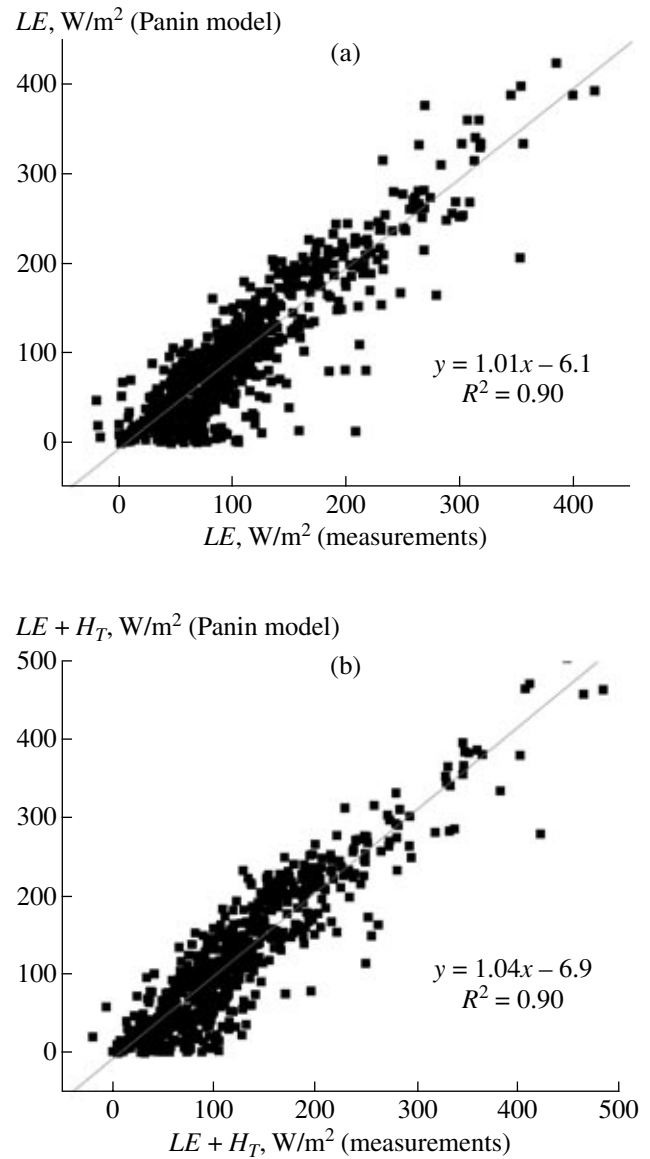 LE, W/m² (Panin model)
(a)
400
300
200
100
0
y = 1.01x – 6.1
R² = 0.90
0 100 200 300 400
LE, W/m² (measurements)
LE + H_T, W/m² (Panin model)
(b)
500
400
300
200
100
0
y = 1.04x – 6.9
R² = 0.90
0 100 200 300 400 500
LE + H_T, W/m² (measurements)